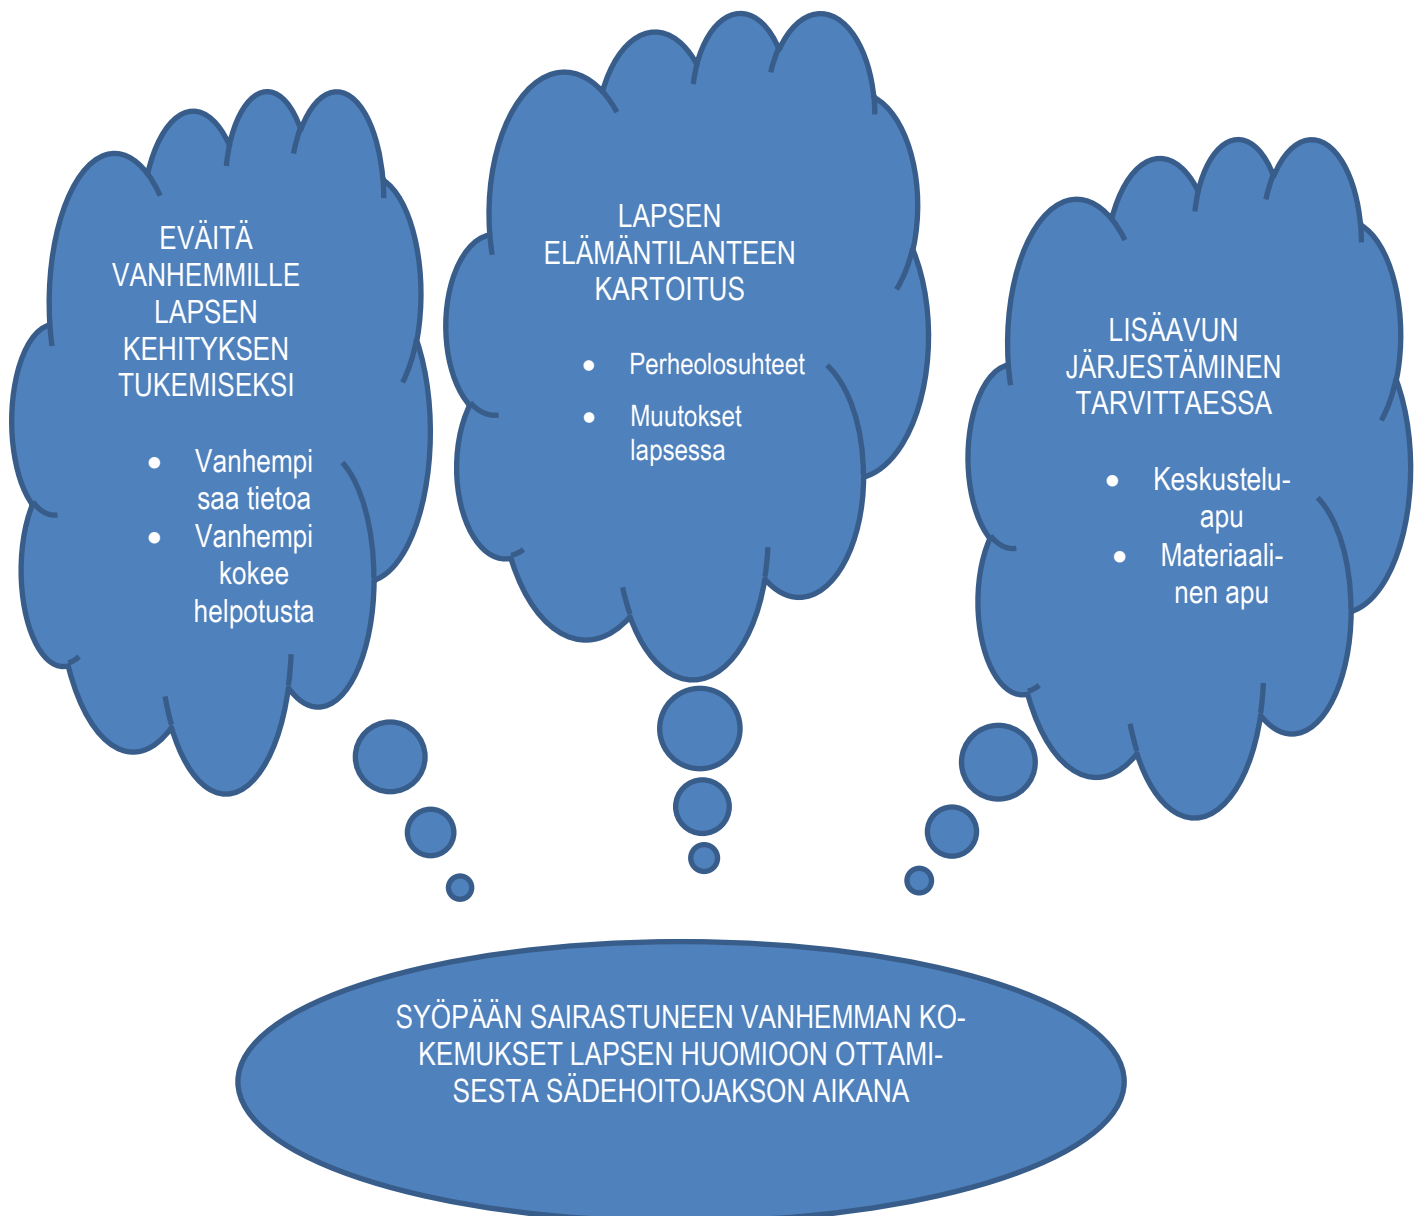 EVÄITÄ
VANHEMMILLE
LAPSEN
KEHITYKSEN
TUKEMISEKSI
• Vanhempi
saa tietoa
• Vanhempi
kokee
helpotusta
LAPSEN
ELÄMÄNTILANTEEN
KARTOITUS
• Perheolosuhteet
• Muutokset
lapsessa
LISÄAVUN
JÄRJESTÄMINEN
TARVITTAESSA
• Keskustelu-
apu
• Materiaali-
nen apu
SYÖPÄÄN SAIRASTUNEEN VANHEMMAN KO-
KEMUKSET LAPSEN HUOMIOON OTTAMI-
SESTA SÄDEHOITOJAKSON AIKANA